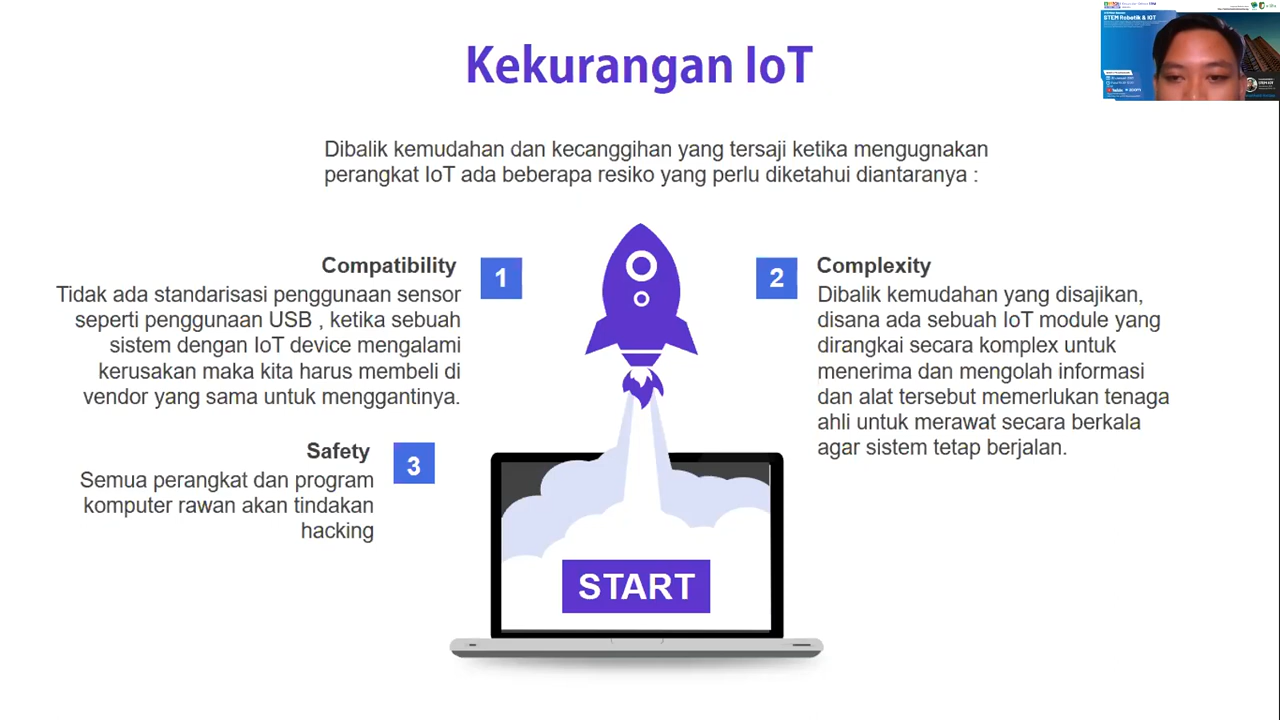 Kekurangan IoT
STEM Robotik & IOT
Dibalik kemudahan dan kecanggihan yang tersaji ketika mengugnakan
perangkat IoT ada beberapa resiko yang perlu diketahui diantaranya :
Compatibility
1
Tidak ada standarisasi penggunaan sensor
seperti penggunaan USB , ketika sebuah
sistem dengan IoT device mengalami
kerusakan maka kita harus membeli di
vendor yang sama untuk menggantinya.
2
Complexity
Dibalik kemudahan yang disajikan,
disana ada sebuah IoT module yang
dirangkai secara komplex untuk
menerima dan mengolah informasi
dan alat tersebut memerlukan tenaga
ahli untuk merawat secara berkala
agar sistem tetap berjalan.
Safety
3
Semua perangkat dan program
komputer rawan akan tindakan
hacking
START